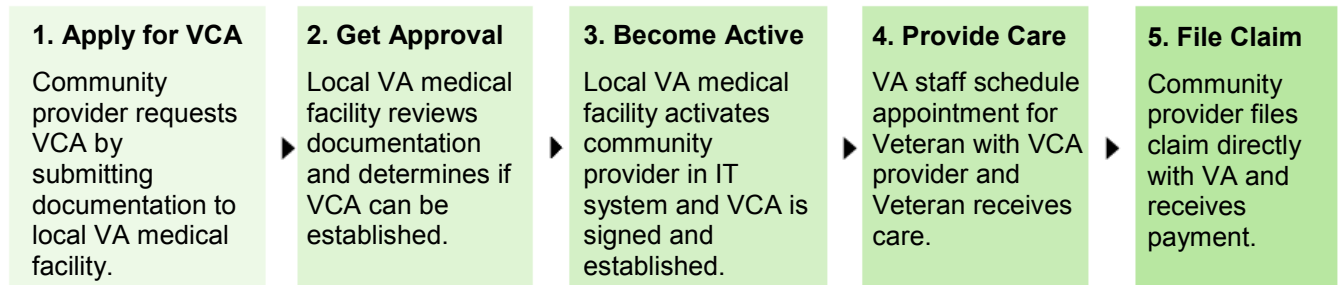 1. Apply for VCA
Community
provider requests
VCA by
submitting
documentation to
local VA medical
facility.
2. Get Approval
Local VA medical
facility reviews
documentation
and determines if
VCA can be
established.
3. Become Active
Local VA medical
facility activates
community
provider in IT
system and VCA is
signed and
established.
4. Provide Care
VA staff schedule
appointment for
Veteran with VCA
provider and
Veteran receives
care.
5. File Claim
Community
provider files
claim directly
with VA and
receives
payment.